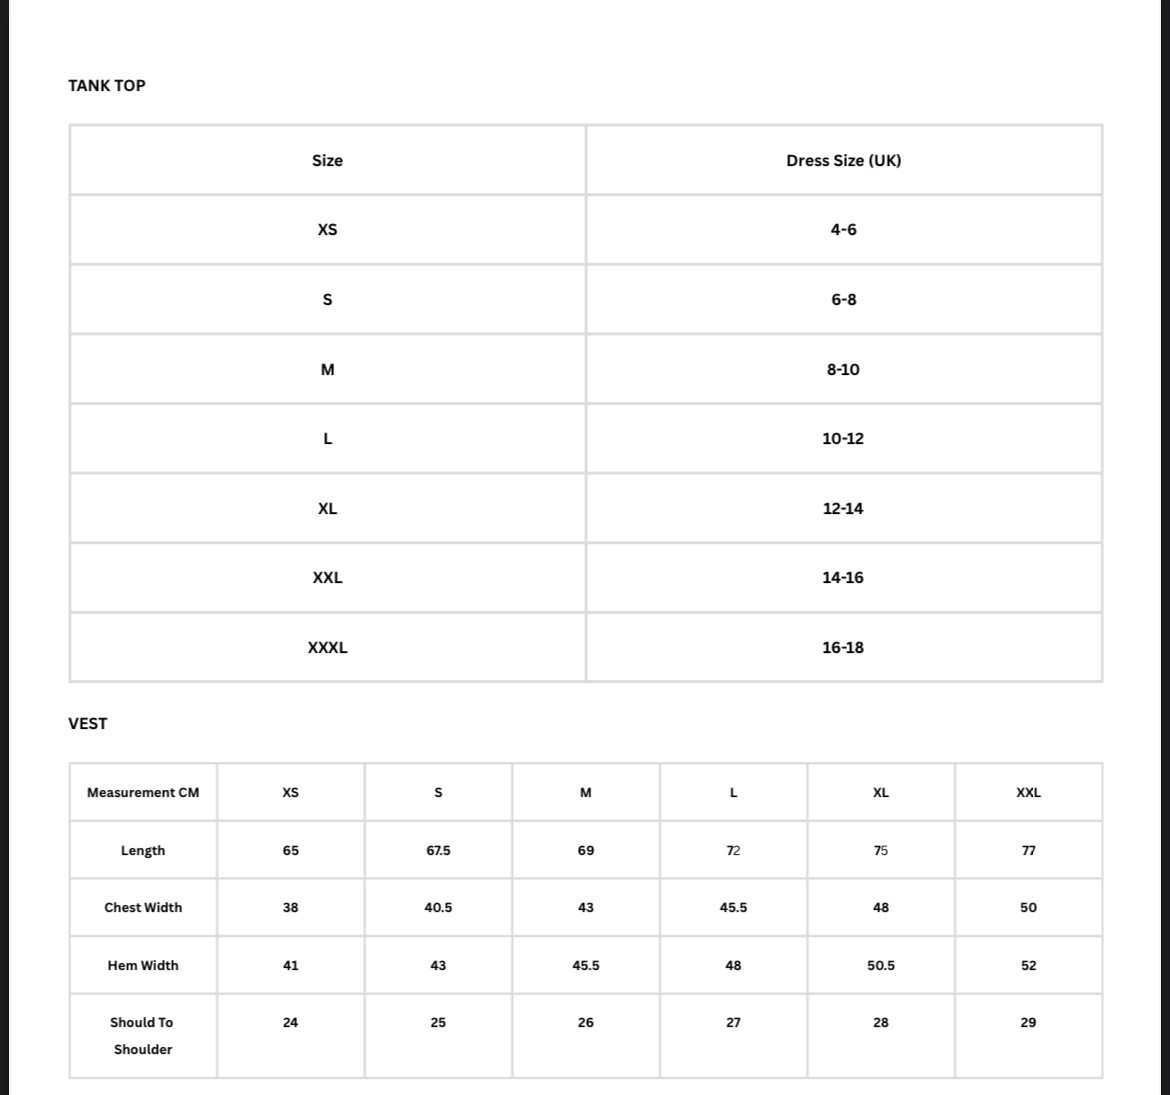 TANK TOP
Size Dress Size (UK)
XS 4-6
S 6-8
M 8-10
L 10-12
XL 12-14
XXL 14-16
XXXL 16-18
VEST
Measurement CM XS S M L XL XXL
Length 65 67.5 69 72 75 77
Chest Width 38 40.5 43 45.5 48 50
Hem Width 41 43 45.5 48 50.5 52
Should To 24 25 26 27 28 29
Shoulder